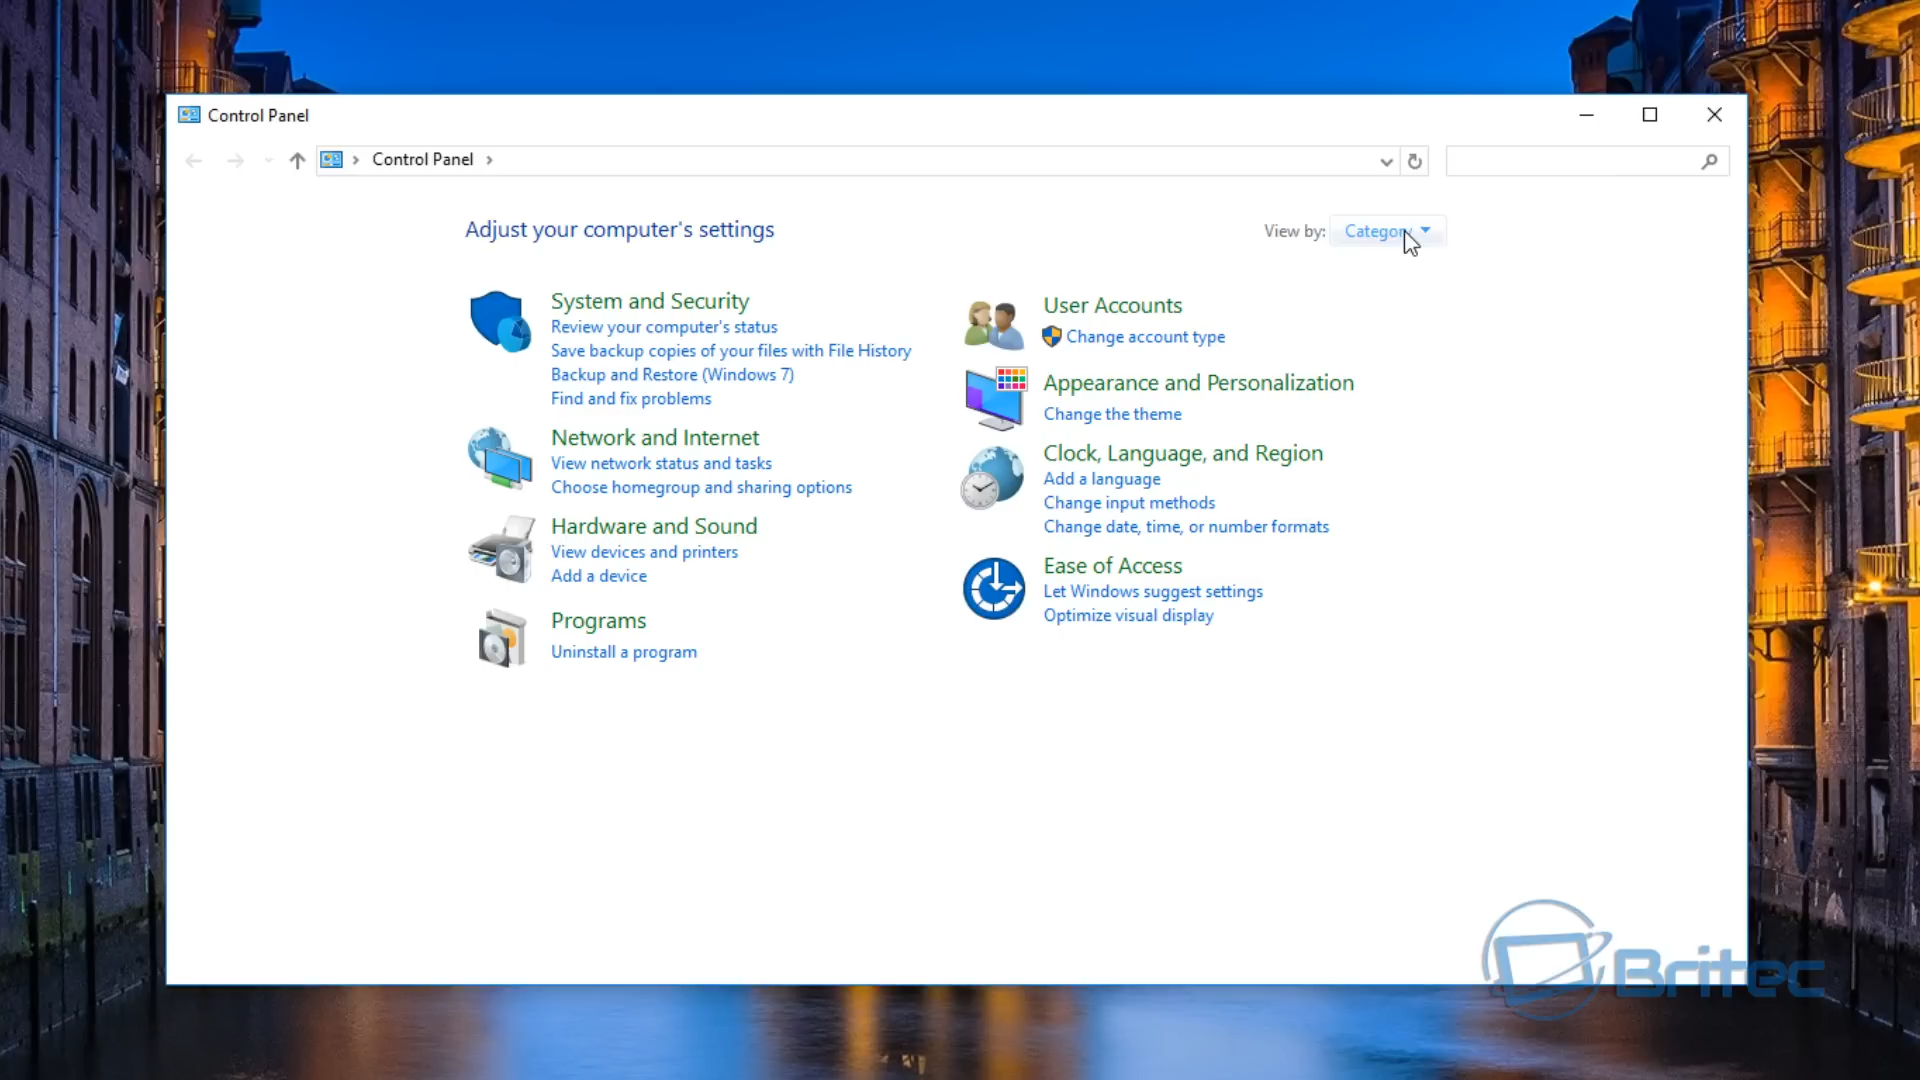 Control Panel
Control Panel
Adjust your computer's settings
View by: Category
System and Security
Review your computer's status
Save backup copies of your files with File History
Backup and Restore (Windows 7)
Find and fix problems
Network and Internet
View network status and tasks
Choose homegroup and sharing options
Hardware and Sound
View devices and printers
Add a device
Programs
Uninstall a program
User Accounts
Change account type
Appearance and Personalization
Change the theme
Clock, Language, and Region
Add a language
Change input methods
Change date, time, or number formats
Ease of Access
Let Windows suggest settings
Optimize visual display
Britec